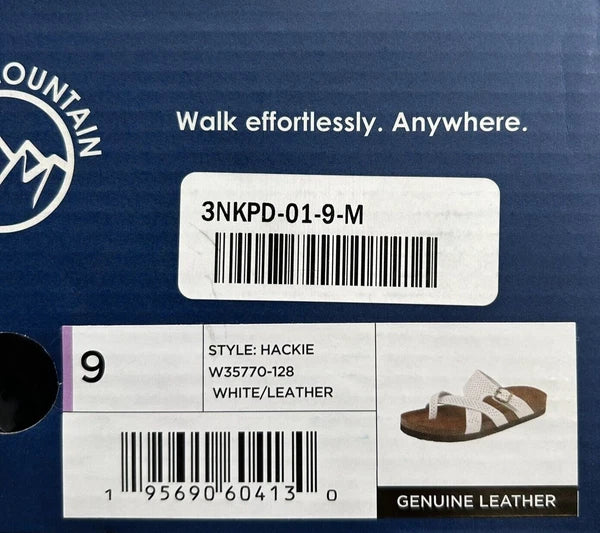 OUNTAIN
Walk effortlessly. Anywhere.
3NKPD-01-9-M
9
STYLE: HACKIE
W35770-128
WHITE/LEATHER
1 95690 60413 0
GENUINE LEATHER